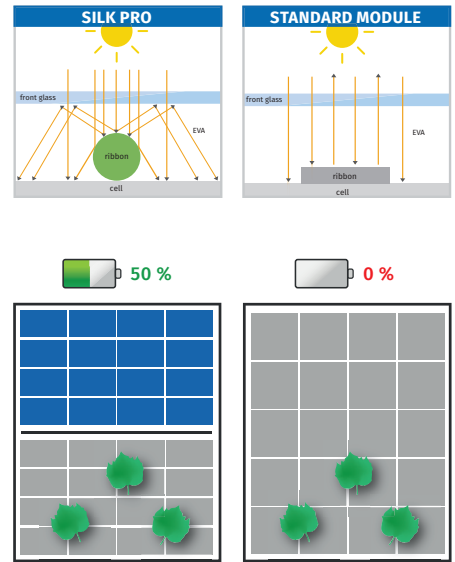 SILK PRO
front glass
EVA
ribbon
cell
STANDARD MODULE
front glass
EVA
ribbon
cell
50 %
0 %